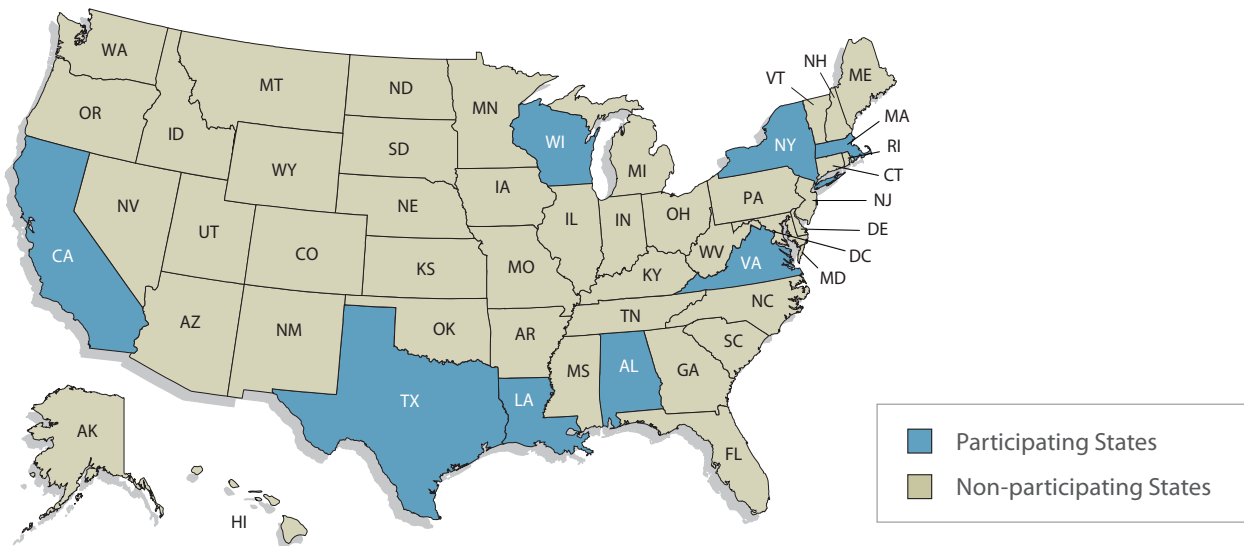 WA
OR
CA
ID
NV
MT
WY
UT
AZ
CO
NM
ND
SD
NE
KS
OK
TX
MN
IA
MO
AR
LA
WI
IL
MS
MI
IN
KY
TN
AL
OH
WV
VA
NC
SC
GA
FL
PA
NY
VT
NH
ME
MA
RI
CT
NJ
DE
DC
MD
AK
HI
Participating States
Non-participating States